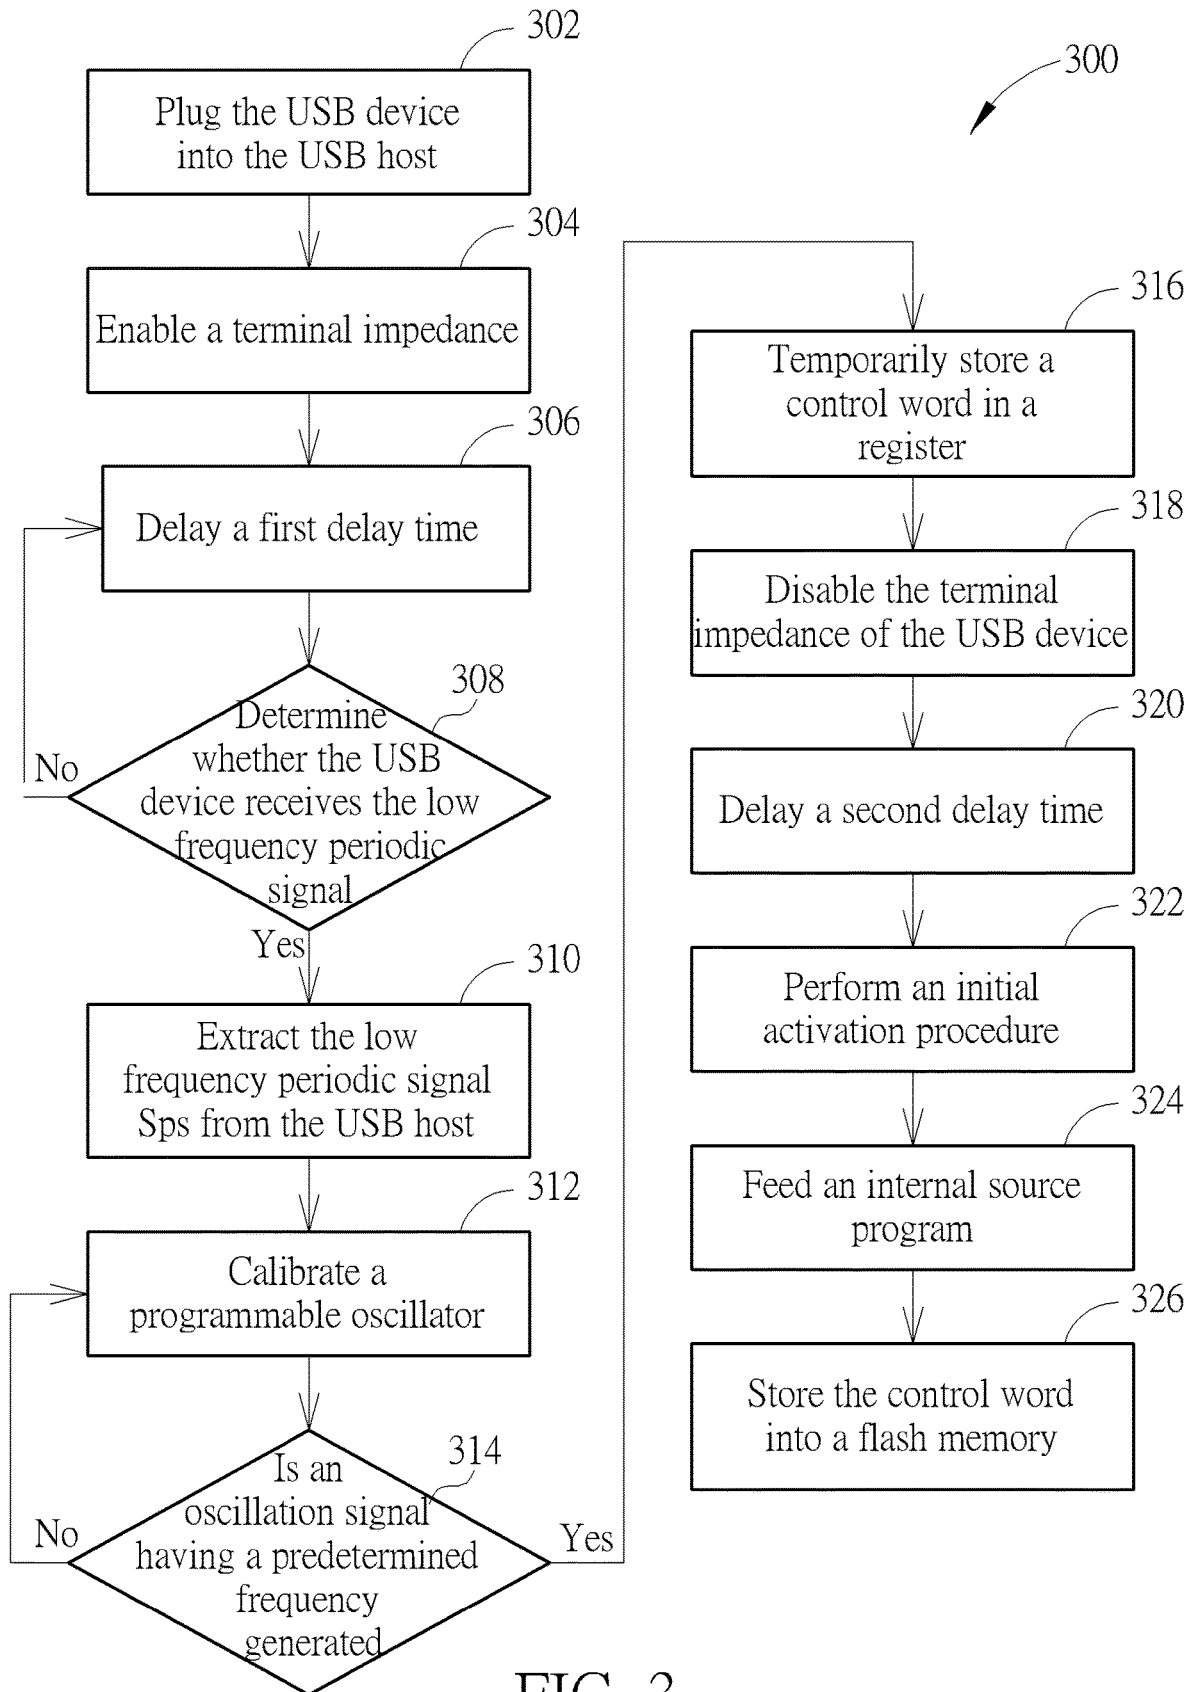 302
Plug the USB device
into the USB host
304
Enable a terminal impedance
306
Delay a first delay time
308
Determine
whether the USB
device receives the low
frequency periodic
signal
No
Yes
310
Extract the low
frequency periodic signal
Sps from the USB host
312
Calibrate a
programmable oscillator
314
Is an
oscillation signal
having a predetermined
frequency
generated
No
Yes
300
316
Temporarily store a
control word in a
register
318
Disable the terminal
impedance of the USB device
320
Delay a second delay time
322
Perform an initial
activation procedure
324
Feed an internal source
program
326
Store the control word
into a flash memory